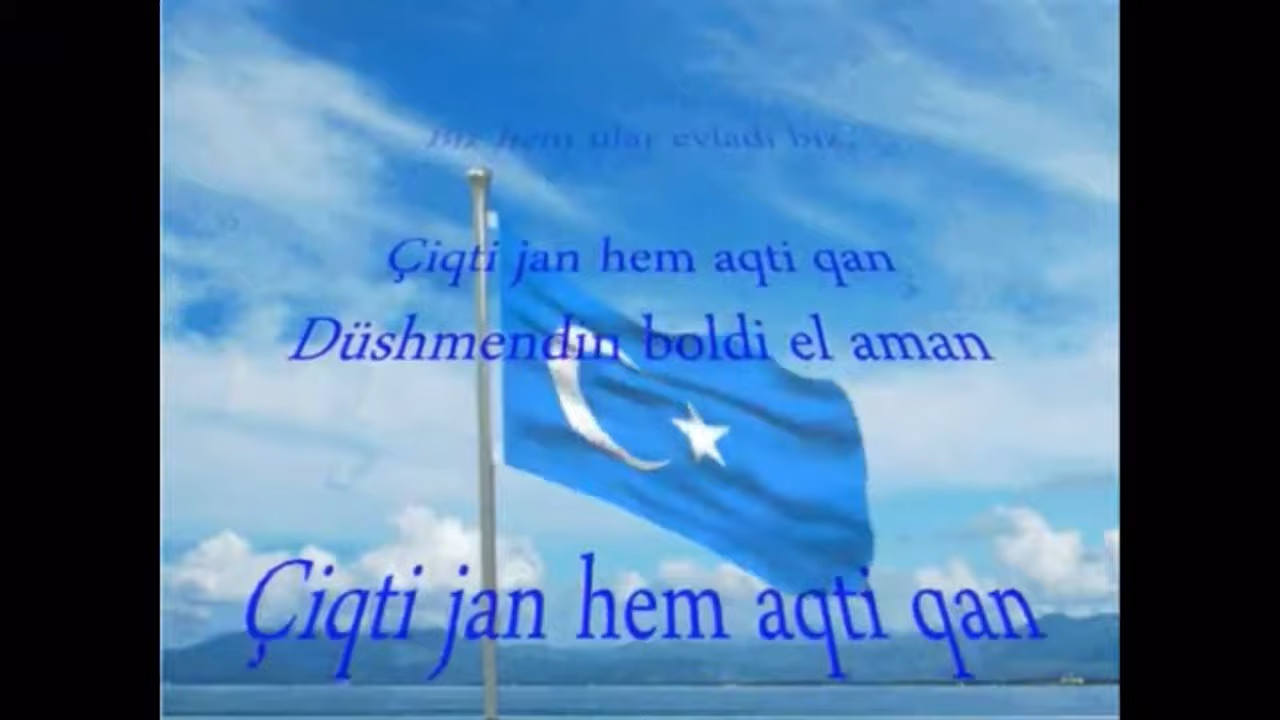 Biz hem ular evladi biz.
Çiqti jan hem aqti qan
Düshmendin boldi el aman
Çiqti jan hem aqti qan